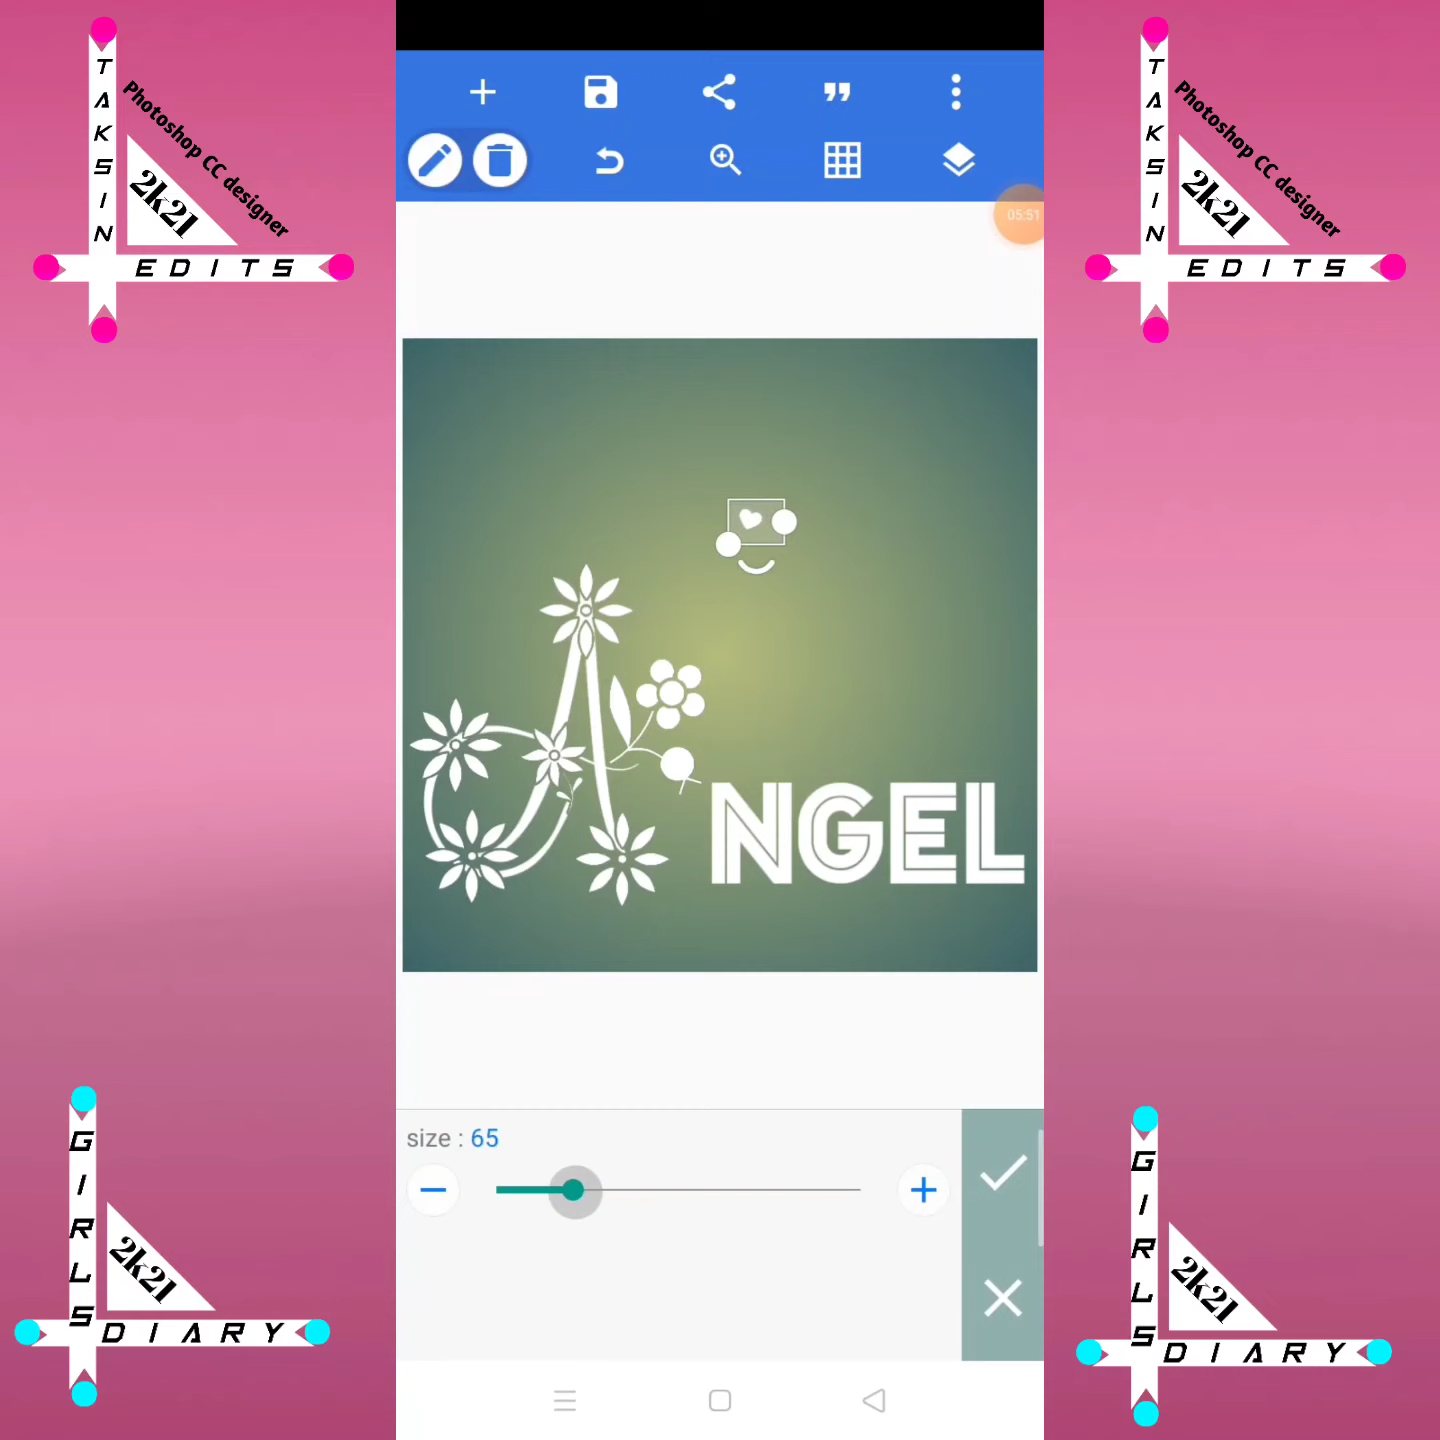 TAKSIN
Photoshop CC designer
2k21
EDITS
TAKSIN
Photoshop CC designer
2k21
EDITS
05:51
ANGEL
size : 65
GIRLS
2k21
DIARY
GIRLS
2k21
DIARY